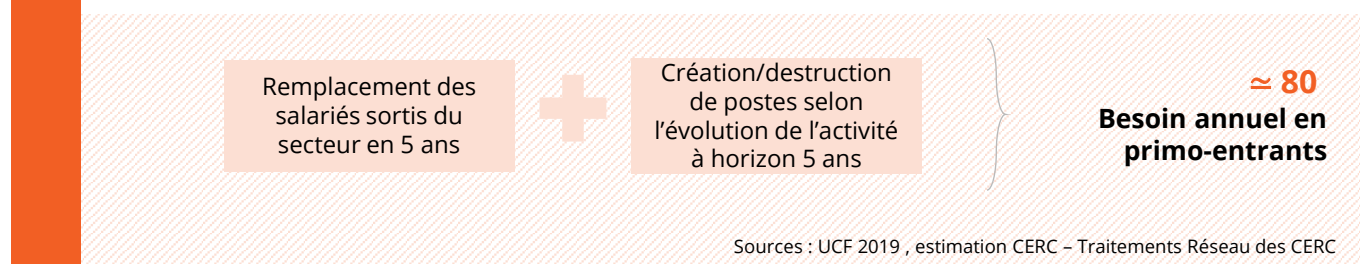 Remplacement des
salariés sortis du
secteur en 5 ans
Création/destruction
de postes selon
l’évolution de l’activité
à horizon 5 ans
≃ 80
Besoin annuel en
primo-entrants
Sources : UCF 2019 , estimation CERC – Traitements Réseau des CERC